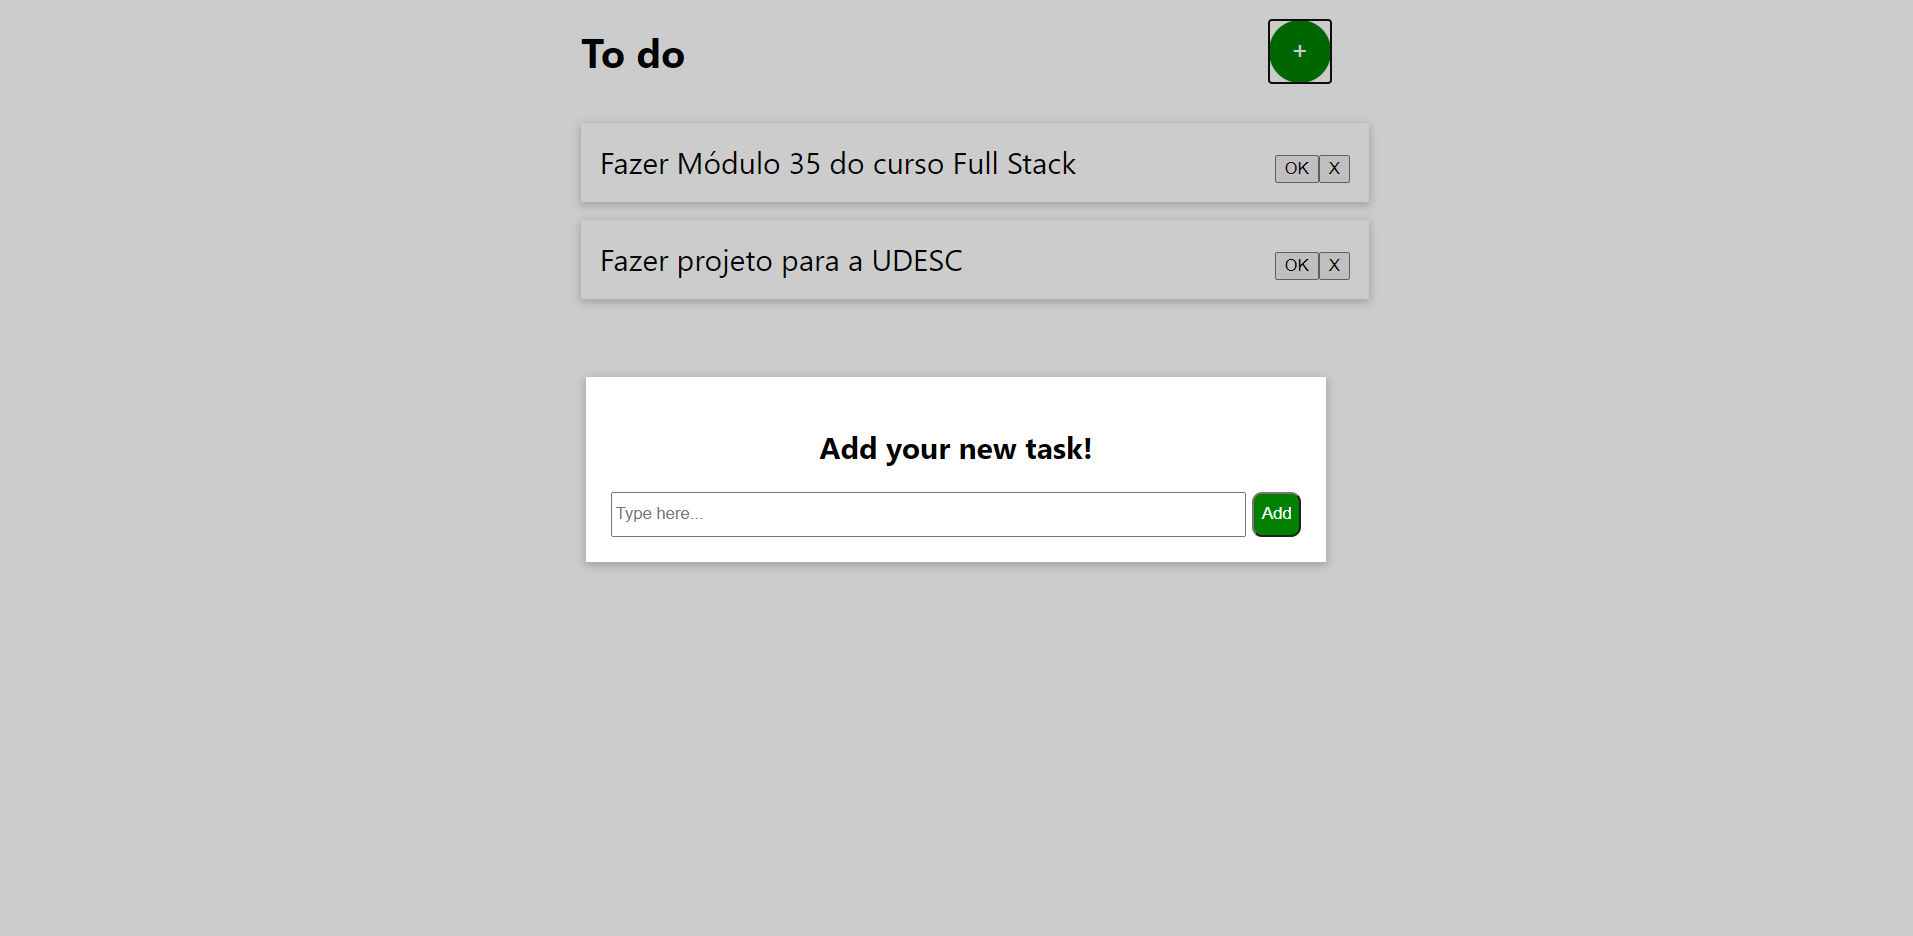 To do
+
Fazer Módulo 35 do curso Full Stack
OK X
Fazer projeto para a UDESC
OK X
Add your new task!
Type here...
Add